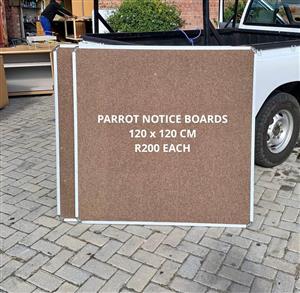 PARROT NOTICE BOARDS
120 x 120 CM
R200 EACH